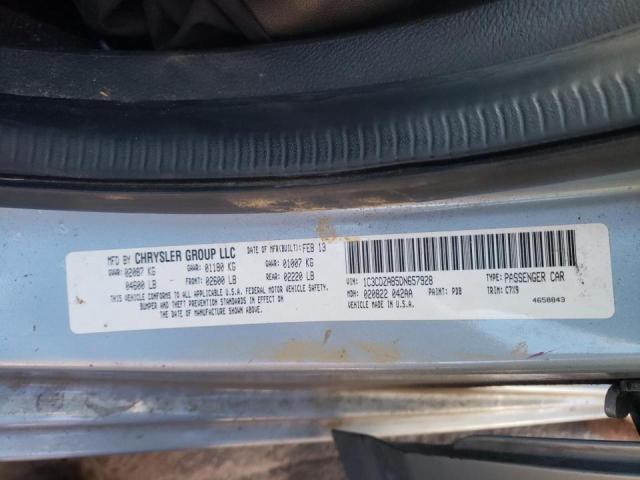 MFD BY CHRYSLER GROUP LLC DATE OF MFR(BUILT): FEB 13
GVWR: 02087 KG GAWR: 01180 KG GAWR: 01007 KG
04600 LB FRONT: 02600 LB REAR: 02220 LB
THIS VEHICLE CONFORMS TO ALL APPLICABLE U.S.A. FEDERAL MOTOR VEHICLE SAFETY,
BUMPER AND THEFT PREVENTION STANDARDS IN EFFECT ON
THE DATE OF MANUFACTURE SHOWN ABOVE.
VIN: 1C3CDZAB5DN657928 TYPE: PASSENGER CAR
MDH: 020822 042AA PAINT: PDB TRIM: C7X9
VEHICLE MADE IN U.S.A. 4658843